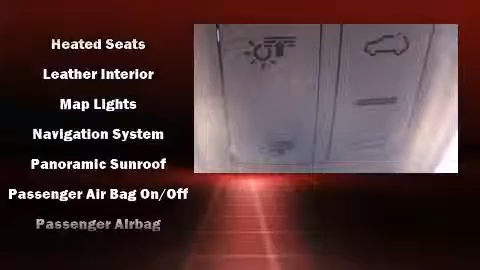 Heated Seats
Leather Interior
Map Lights
Navigation System
Panoramic Sunroof
Passenger Air Bag On/Off
Passenger Airbag